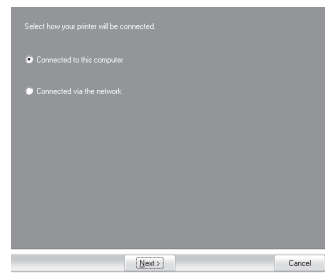 Select how your printer will be connected.
Connected to this computer
Connected via the network
Next >
Cancel